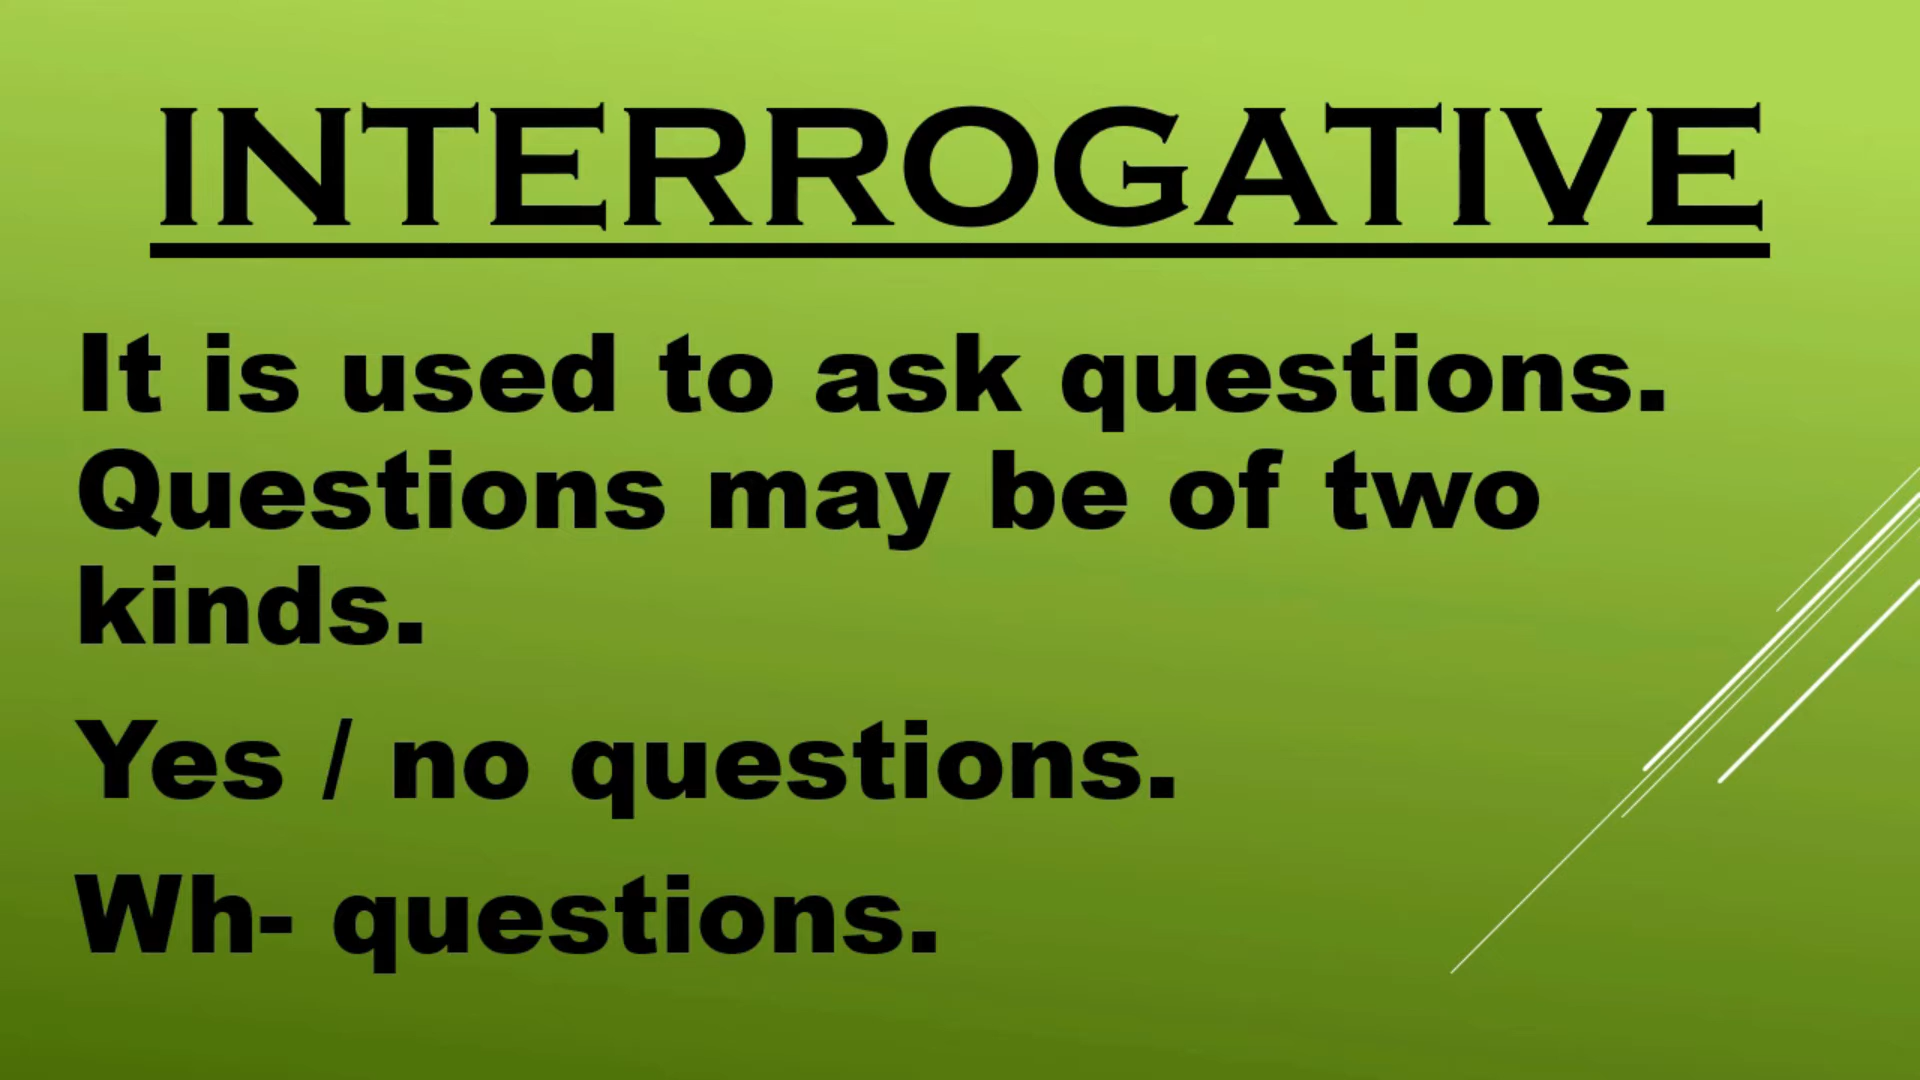 INTERROGATIVE
It is used to ask questions.
Questions may be of two
kinds.
Yes / no questions.
Wh- questions.